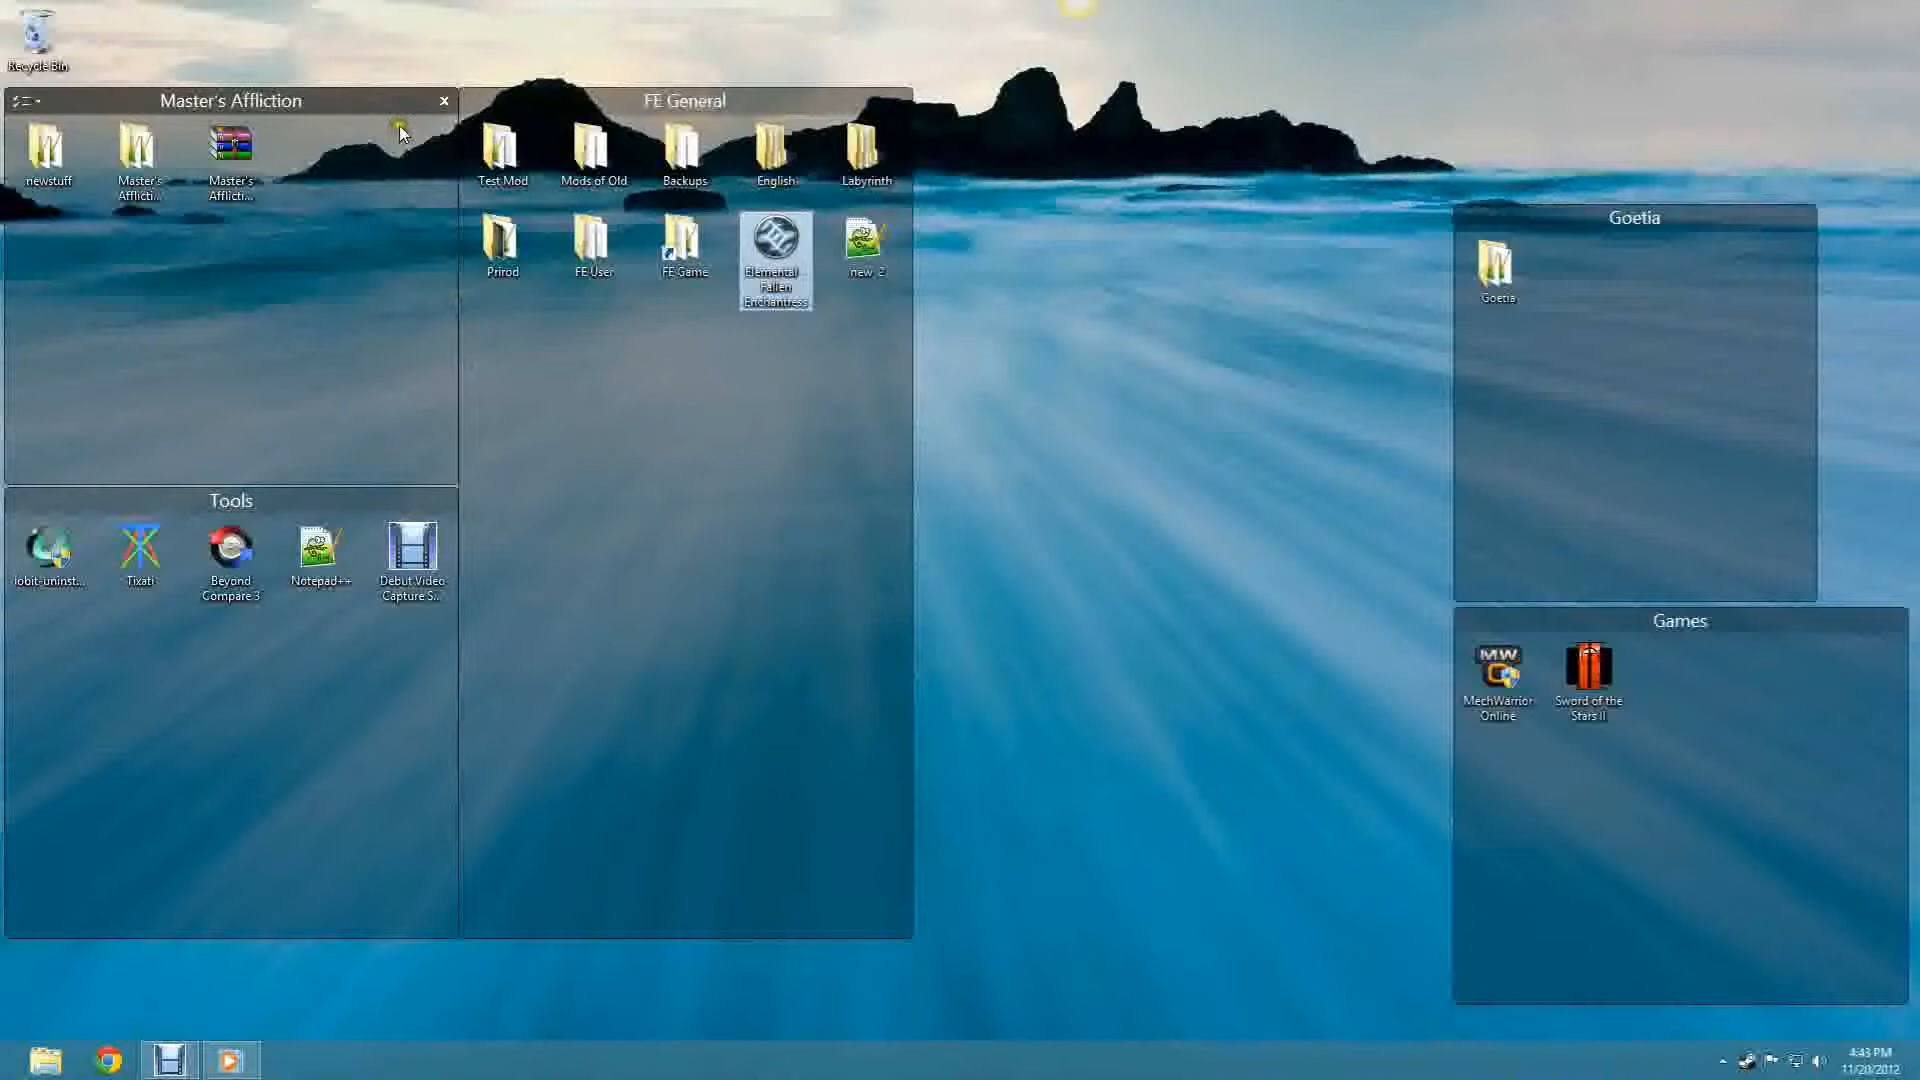 Recycle Bin
Master's Affliction
x
newstuff
Master's
Afflicti...
Master's
Afflicti...
FE General
Test Mod
Mods of Old
Backups
English
Labyrinth
Prirod
FE User
FE Game
Elemental
Fallen
Enchantress
new 2
Goetia
Goetia
Tools
iobit-uninst...
Tixati
Beyond
Compare 3
Notepad++
Debut Video
Capture S...
Games
MW
MechWarrior
Online
Sword of the
Stars II
4:43 PM
11/20/2012